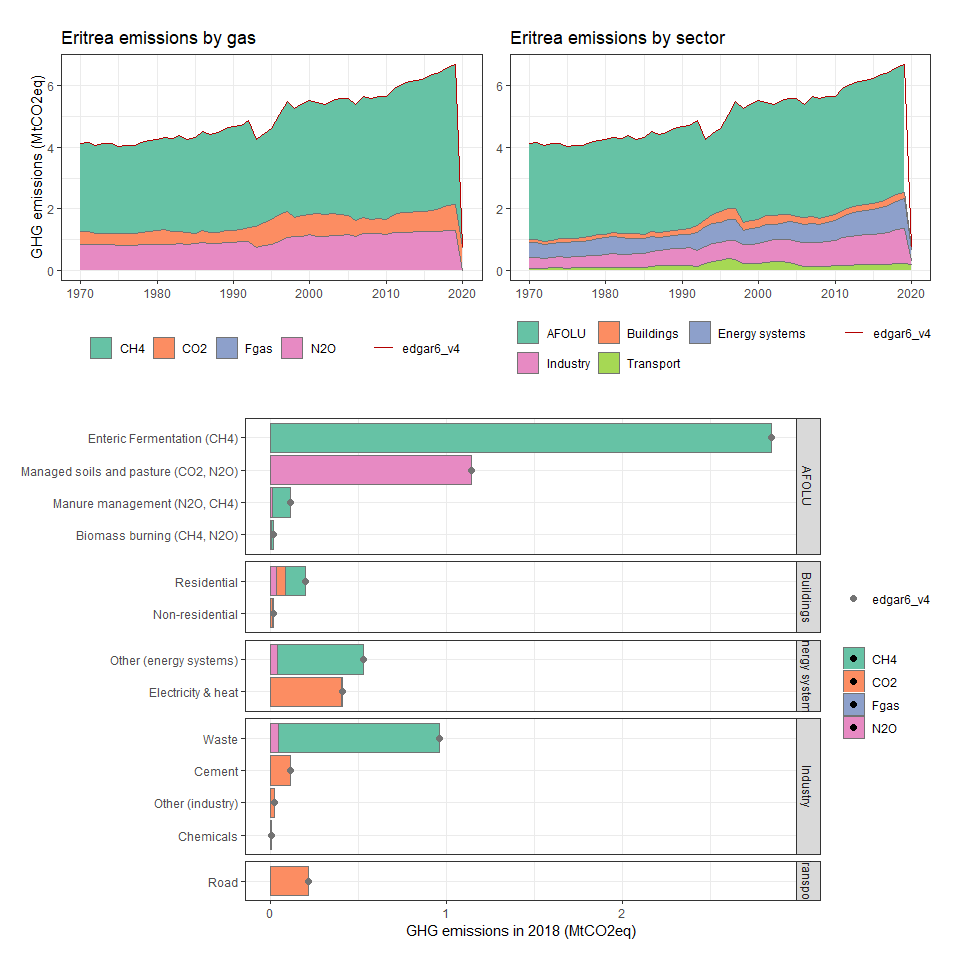 Eritrea emissions by gas
GHG emissions (MtCO2eq)
6
4
2
0
1970 1980 1990 2000 2010 2020
CH4 CO2 Fgas N2O edgar6_v4
Eritrea emissions by sector
6
4
2
0
1970 1980 1990 2000 2010 2020
AFOLU Buildings Energy systems edgar6_v4
Industry Transport
Enteric Fermentation (CH4)
Managed soils and pasture (CO2, N2O)
Manure management (N2O, CH4)
Biomass burning (CH4, N2O)
AFOLU
Residential
Non-residential
Buildings
Other (energy systems)
Electricity & heat
nergy system
Waste
Cement
Other (industry)
Chemicals
Industry
Road
ranspo
0 1 2
GHG emissions in 2018 (MtCO2eq)
edgar6_v4
CH4
CO2
Fgas
N2O